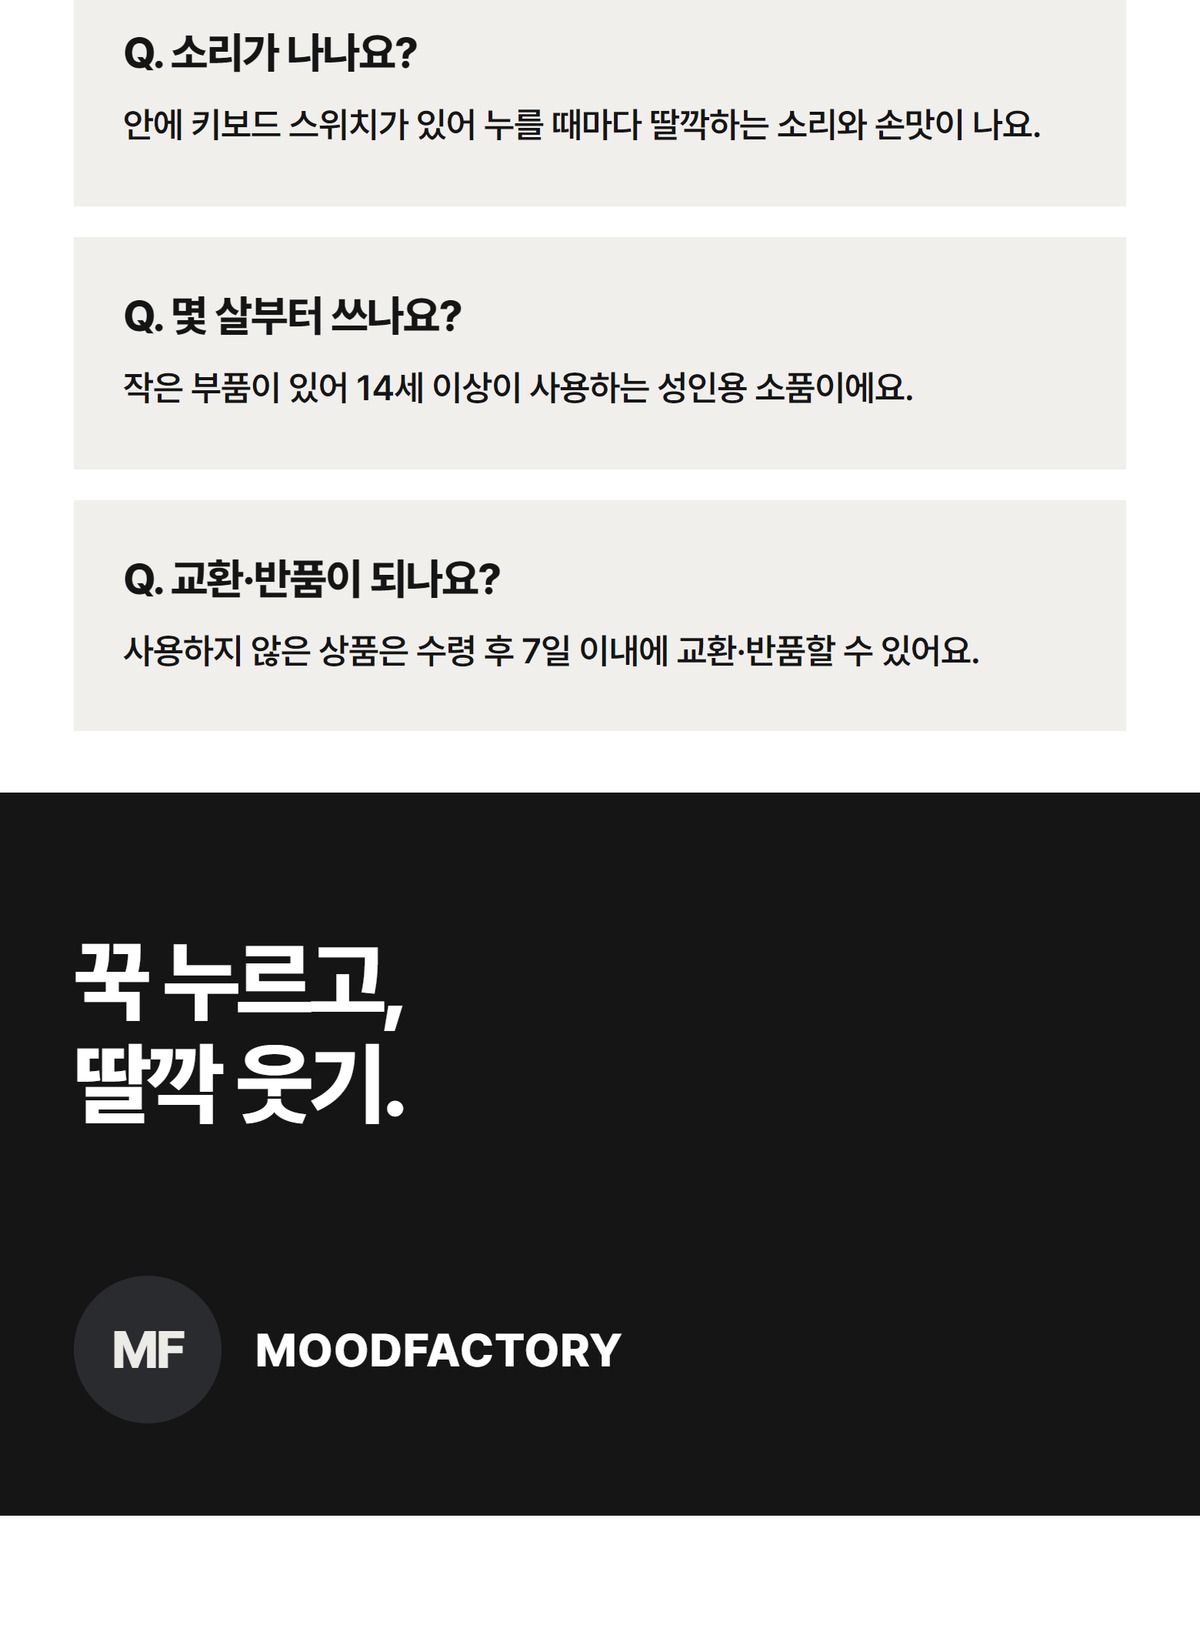 Q. 소리가 나나요?
안에 키보드 스위치가 있어 누를 때마다 딸깍하는 소리와 손맛이 나요.
Q. 몇 살부터 쓰나요?
작은 부품이 있어 14세 이상이 사용하는 성인용 소품이에요.
Q. 교환·반품이 되나요?
사용하지 않은 상품은 수령 후 7일 이내에 교환·반품할 수 있어요.
꾹 누르고,
딸깍 웃기.
MF
MOODFACTORY